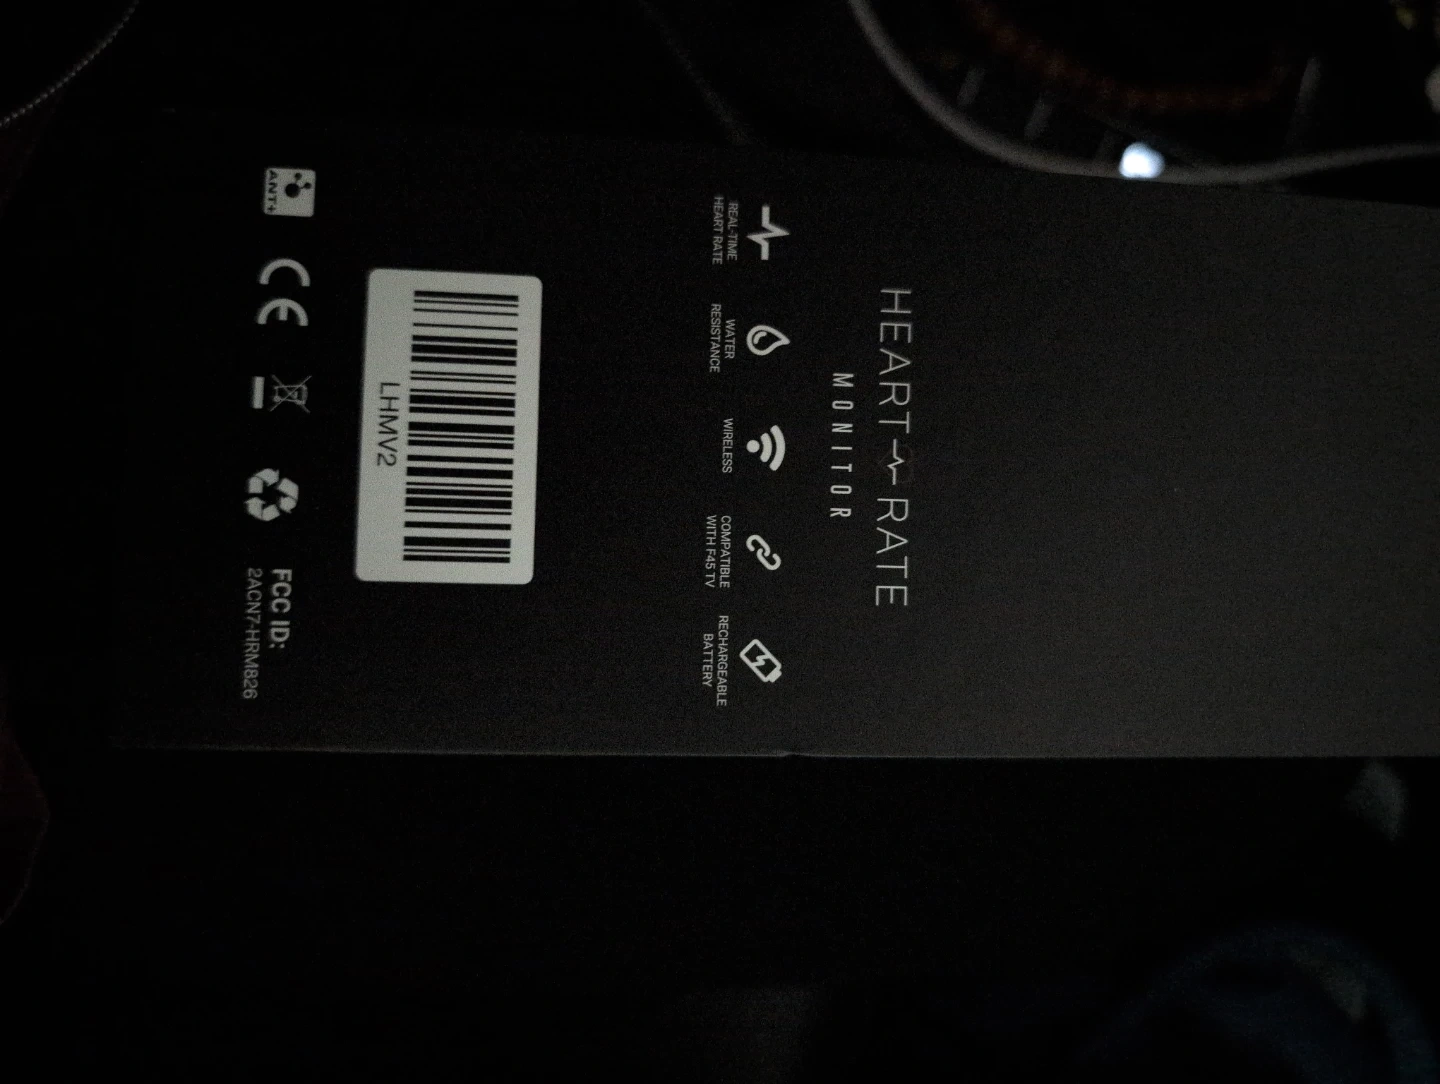 HEART RATE
MONITOR
REAL-TIME
HEART RATE
WATER
RESISTANCE
WIRELESS
COMPATIBLE
WITH F45 TV
RECHARGEABLE
BATTERY
LHMV2
ANT+
CE
FCC ID:
2ACN7-HRM826